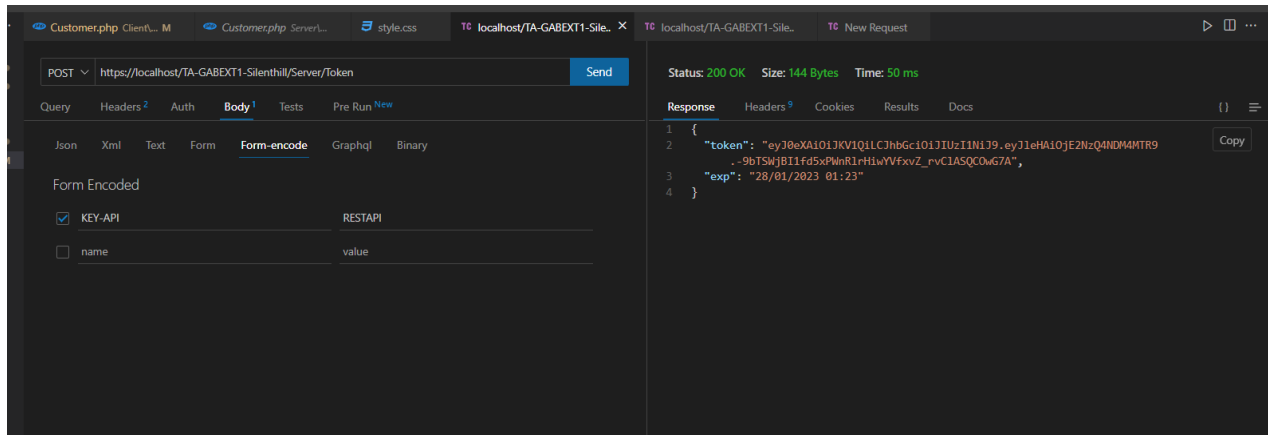 Customer.php Client\... M Customer.php Server\... style.css TC localhost/TA-GABEXT1-Sile.. X TC localhost/TA-GABEXT1-Sile.. TC New Request
POST https://localhost/TA-GABEXT1-Silenthill/Server/Token Send
Query Headers 2 Auth Body 1 Tests Pre Run New
Json Xml Text Form Form-encode Graphql Binary
Form Encoded
KEY-API RESTAPI
name value
Status: 200 OK Size: 144 Bytes Time: 50 ms
Response Headers 9 Cookies Results Docs {}
Copy
1 {
2 "token": "eyJ0eXAiOiJKV1QiLCJhbGciOiJIUzI1NiJ9.eyJleHAiOjE2NzQ4NDM4MTR9
.-9bTSWjBI1fd5xPWnRlrHiwYVfxvZ_rvClASQCOwG7A",
3 "exp": "28/01/2023 01:23"
4 }